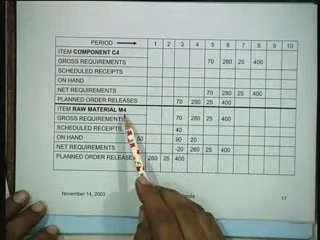 PERIOD 1 2 3 4 5 6 7 8 9 10
ITEM COMPONENT C4
GROSS REQUIREMENTS 70 280 25 400
SCHEDULED RECEIPTS
ON HAND
NET REQUIREMENTS 70 280 25 400
PLANNED ORDER RELEASES 70 280 25 400
ITEM RAW MATERIAL M4
GROSS REQUIREMENTS 70 280 25 400
SCHEDULED RECEIPTS 40
ON HAND 50 90 20
NET REQUIREMENTS -20 260 25 400
PLANNED ORDER RELEASES 260 25 400
November 14, 2003
17